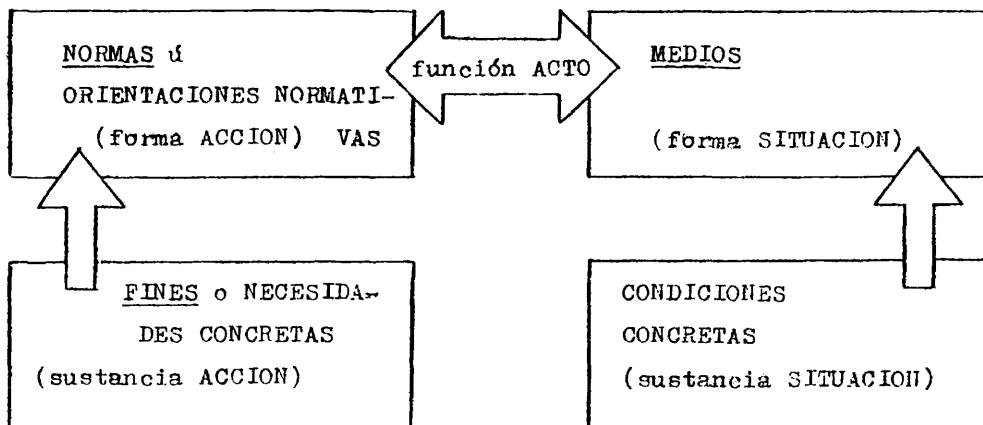 NORMAS ú
ORIENTACIONES NORMATI-
(forma ACCION) VAS
función ACTO
MEDIOS
(forma SITUACION)
FINES o NECESIDA-
DES CONCRETAS
(sustancia ACCION)
CONDICIONES
CONCRETAS
(sustancia SITUACION)